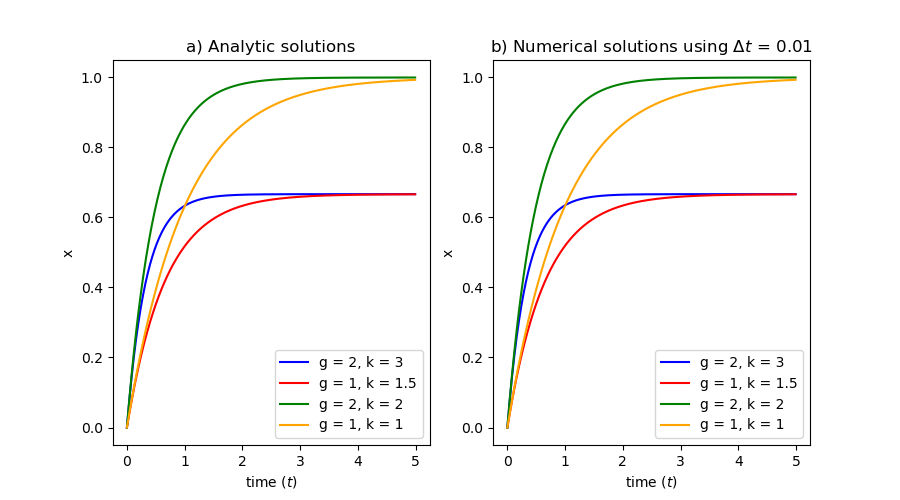 a) Analytic solutions
1.0
0.8
0.6
0.4
0.2
0.0
x
0 1 2 3 4 5
time (t)
g = 2, k = 3
g = 1, k = 1.5
g = 2, k = 2
g = 1, k = 1
b) Numerical solutions using Δt = 0.01
1.0
0.8
0.6
0.4
0.2
0.0
x
0 1 2 3 4 5
time (t)
g = 2, k = 3
g = 1, k = 1.5
g = 2, k = 2
g = 1, k = 1